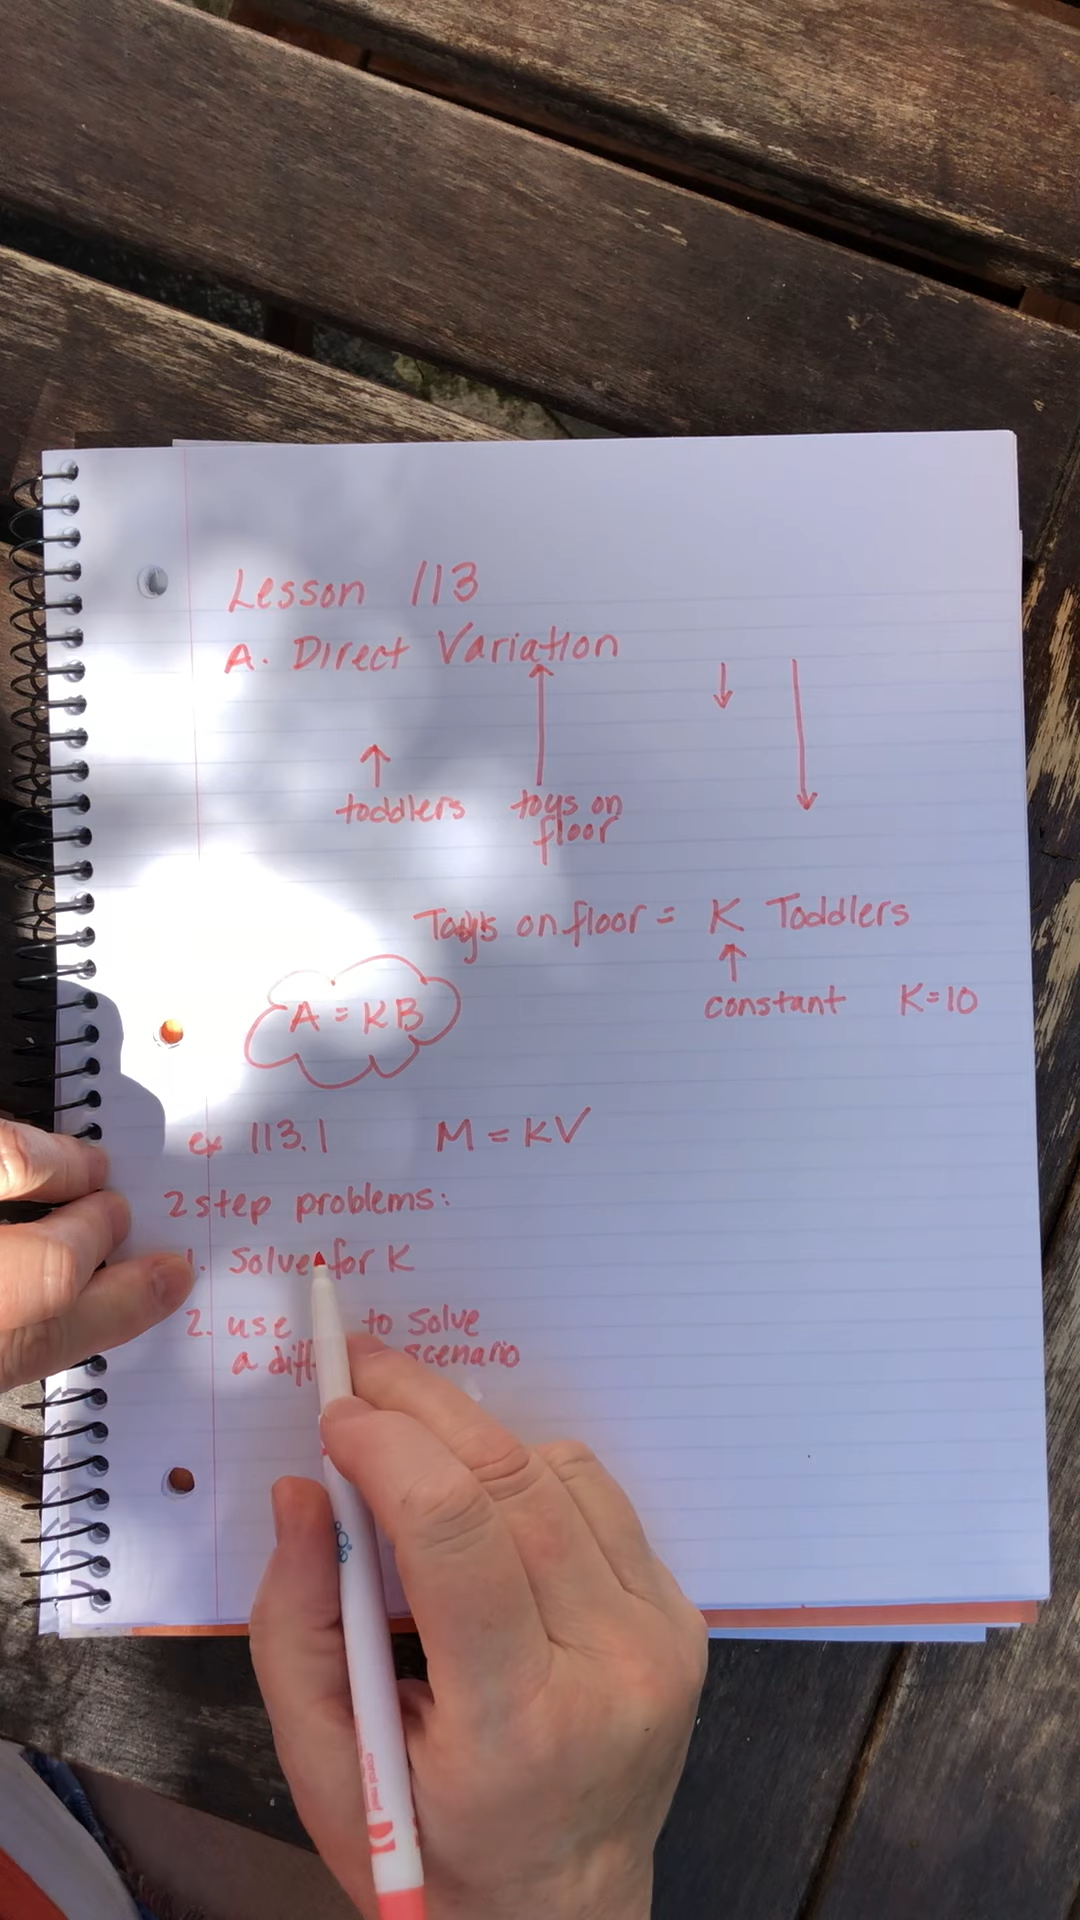 Lesson 113
A. Direct Variation
toddlers toys on
floor
Toys on floor = K Toddlers
constant K=10
A = KB
ex 113.1 M = KV
2 step problems:
1. Solve for K
2. use to solve
a scenario